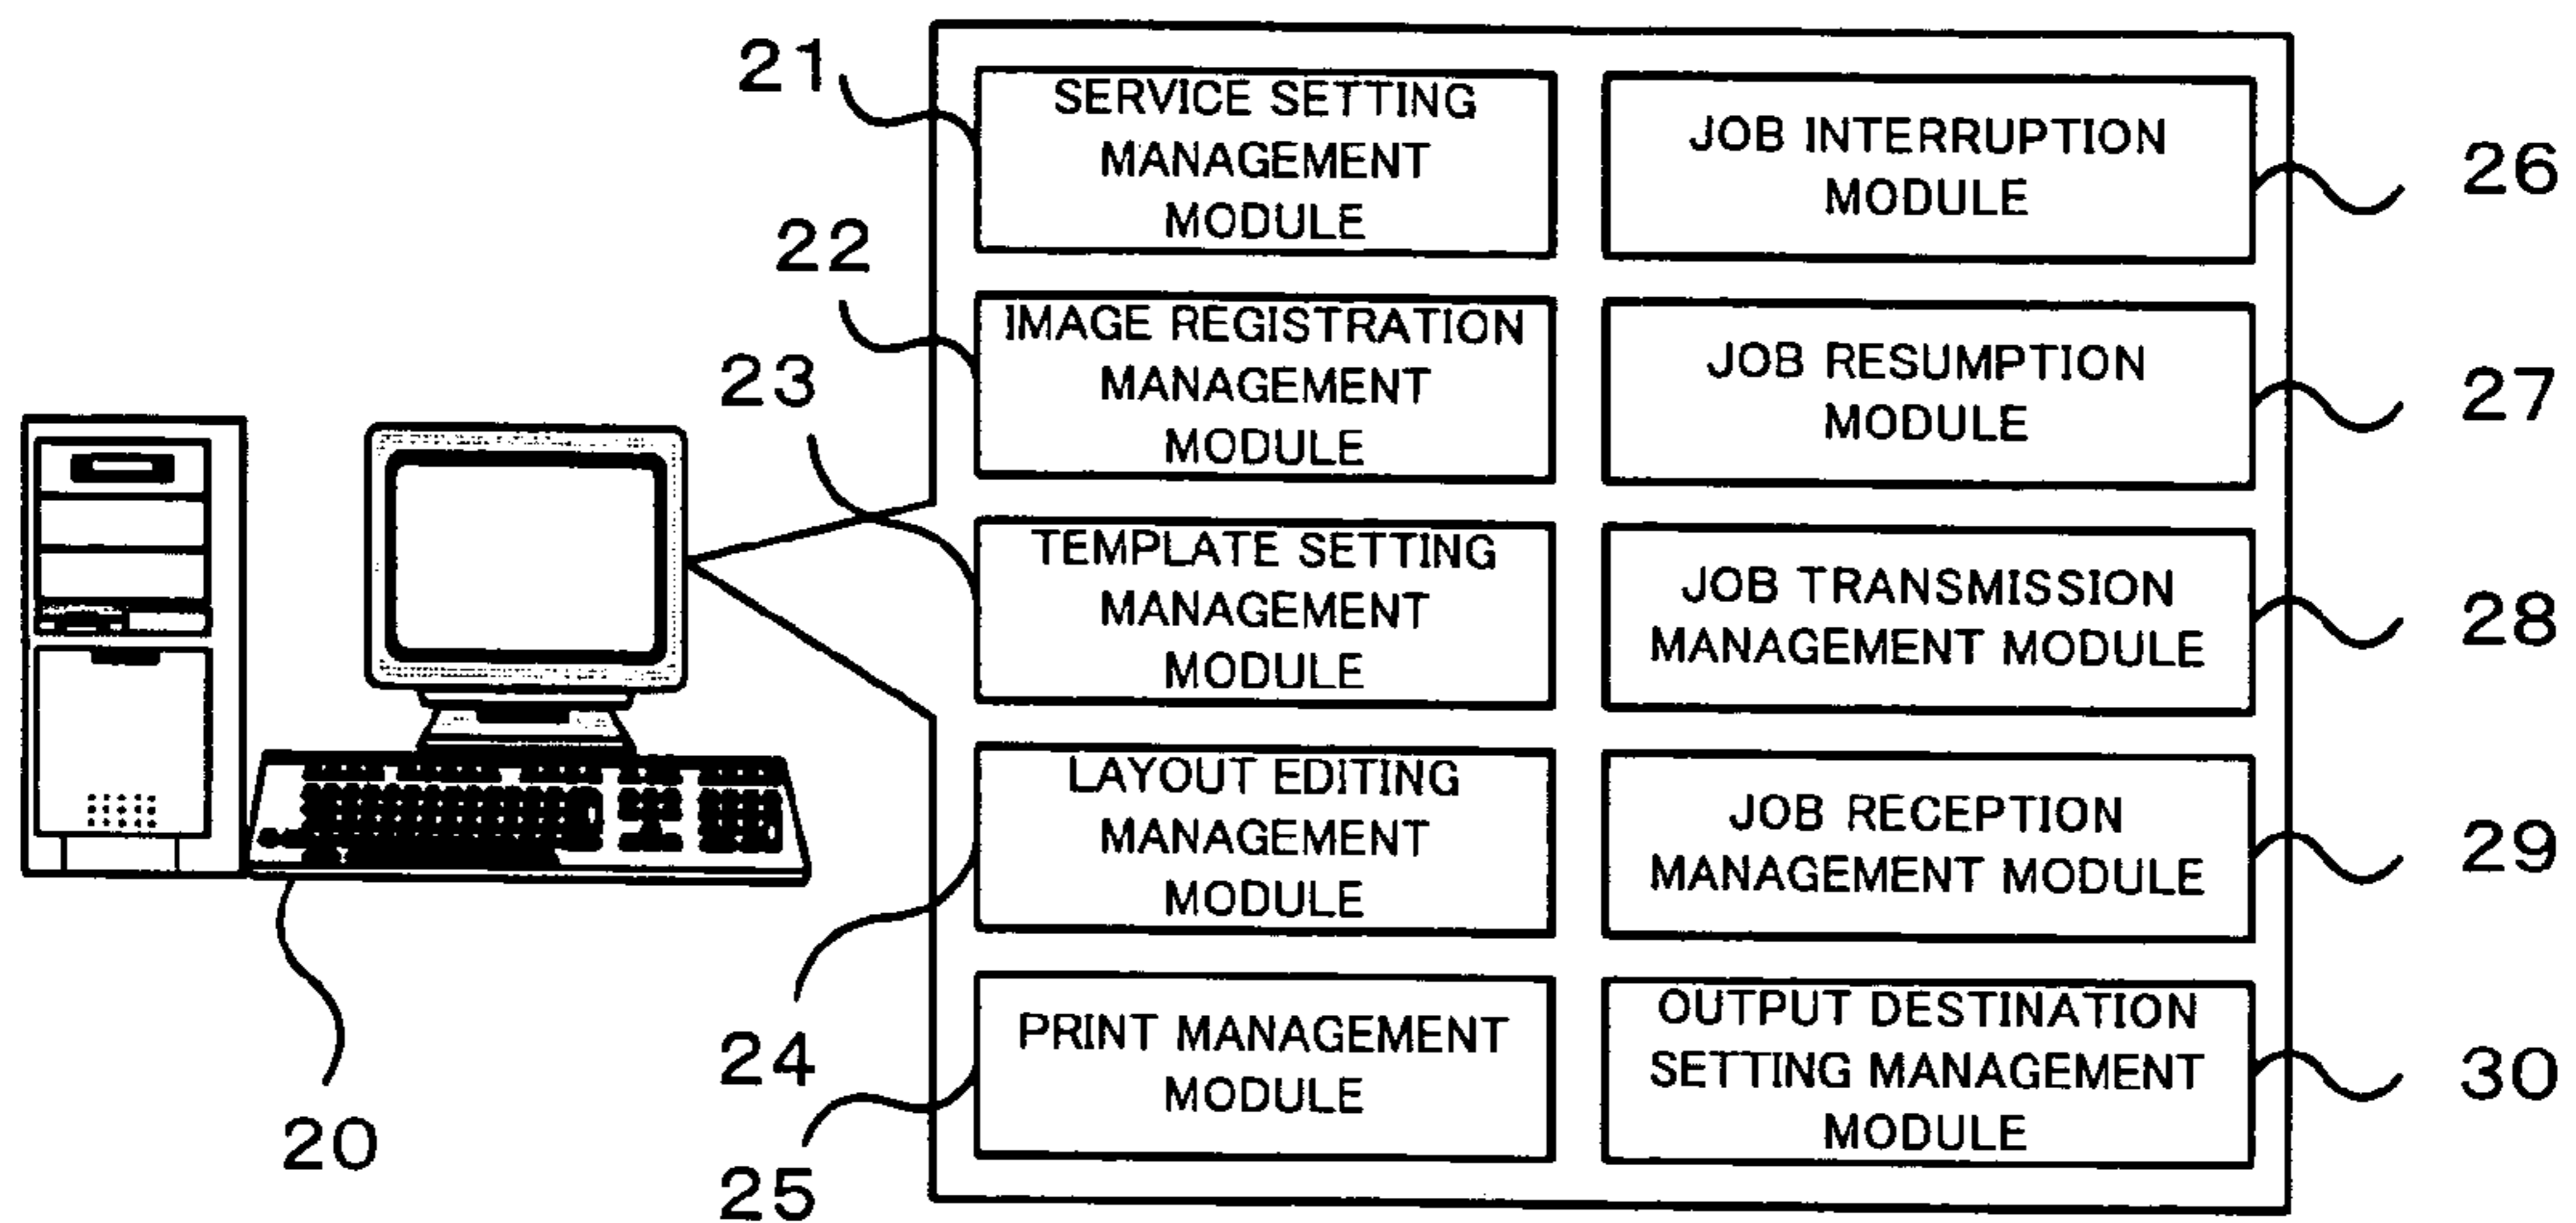 21
SERVICE SETTING
MANAGEMENT
MODULE
22
IMAGE REGISTRATION
MANAGEMENT
MODULE
23
TEMPLATE SETTING
MANAGEMENT
MODULE
24
LAYOUT EDITING
MANAGEMENT
MODULE
25
PRINT MANAGEMENT
MODULE
20
JOB INTERRUPTION
MODULE
26
JOB RESUMPTION
MODULE
27
JOB TRANSMISSION
MANAGEMENT MODULE
28
JOB RECEPTION
MANAGEMENT MODULE
29
OUTPUT DESTINATION
SETTING MANAGEMENT
MODULE
30